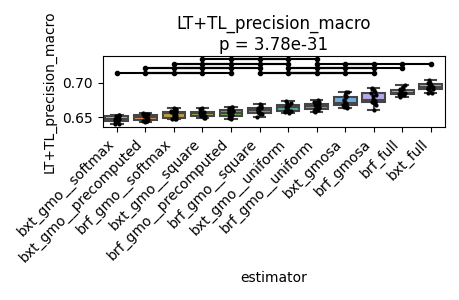 LT+TL_precision_macro
p = 3.78e-31
LT+TL_precision_macro
0.70
0.65
bxt_gmo__softmax
bxt_gmo__precomputed
brf_gmo__softmax
bxt_gmo__square
brf_gmo__precomputed
brf_gmo__square
bxt_gmo__uniform
brf_gmo__uniform
bxt_gmosa
brf_gmosa
brf_full
bxt_full
estimator